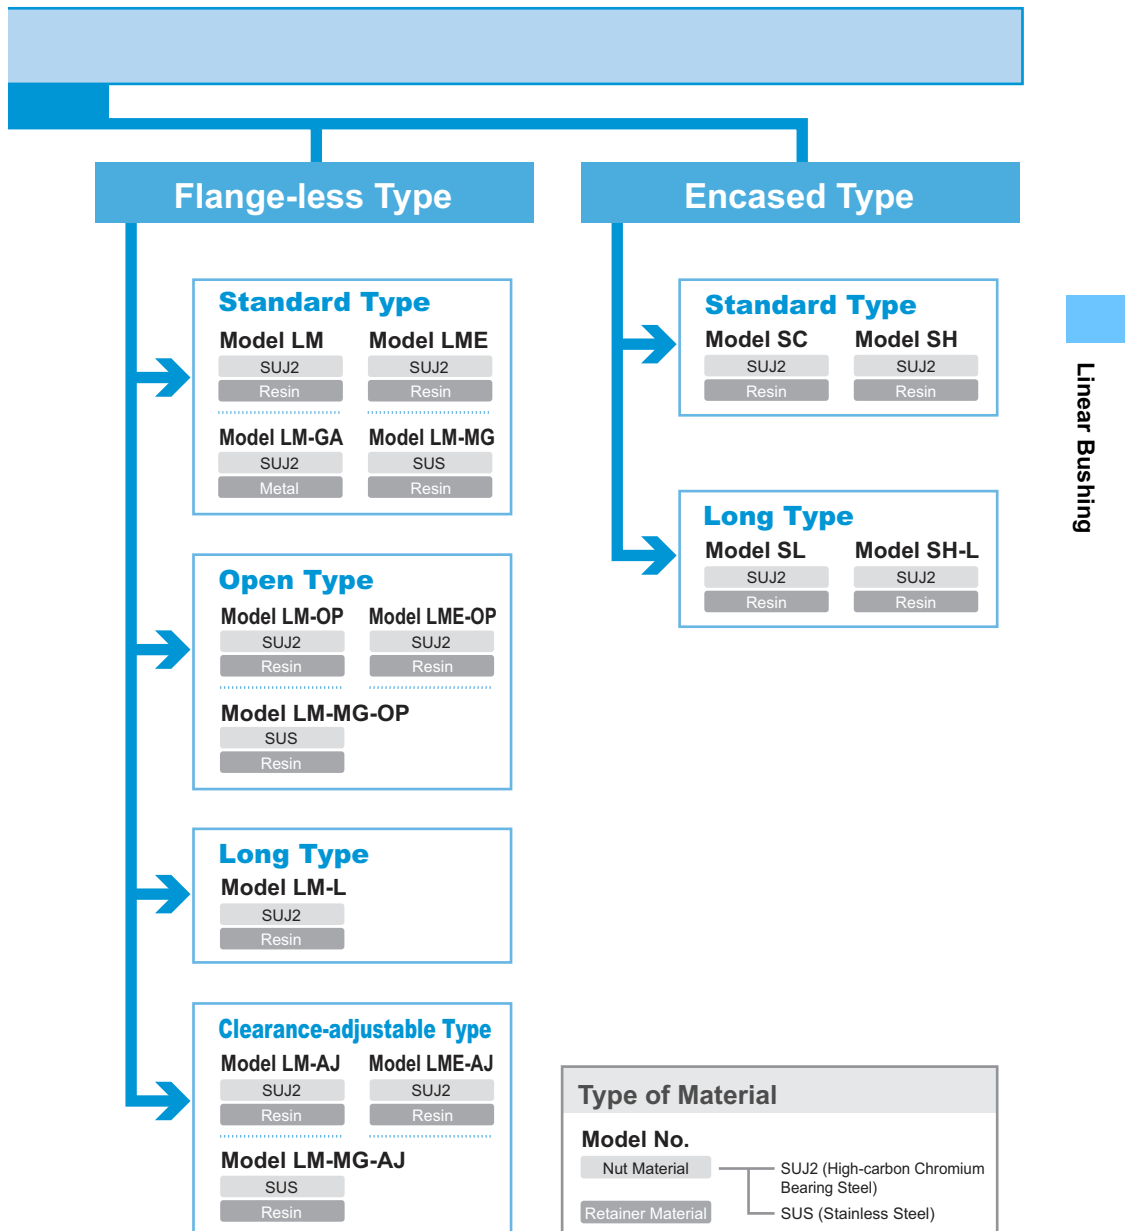 Flange-less Type
Standard Type
Model LM
SUJ2
Resin
Model LME
SUJ2
Resin
Model LM-GA
SUJ2
Metal
Model LM-MG
SUS
Resin
Open Type
Model LM-OP
SUJ2
Resin
Model LME-OP
SUJ2
Resin
Model LM-MG-OP
SUS
Resin
Long Type
Model LM-L
SUJ2
Resin
Clearance-adjustable Type
Model LM-AJ
SUJ2
Resin
Model LME-AJ
SUJ2
Resin
Model LM-MG-AJ
SUS
Resin
Encased Type
Standard Type
Model SC
SUJ2
Resin
Model SH
SUJ2
Resin
Long Type
Model SL
SUJ2
Resin
Model SH-L
SUJ2
Resin
Type of Material
Model No.
Nut Material
SUJ2 (High-carbon Chromium
Bearing Steel)
SUS (Stainless Steel)
Retainer Material
Linear Bushing